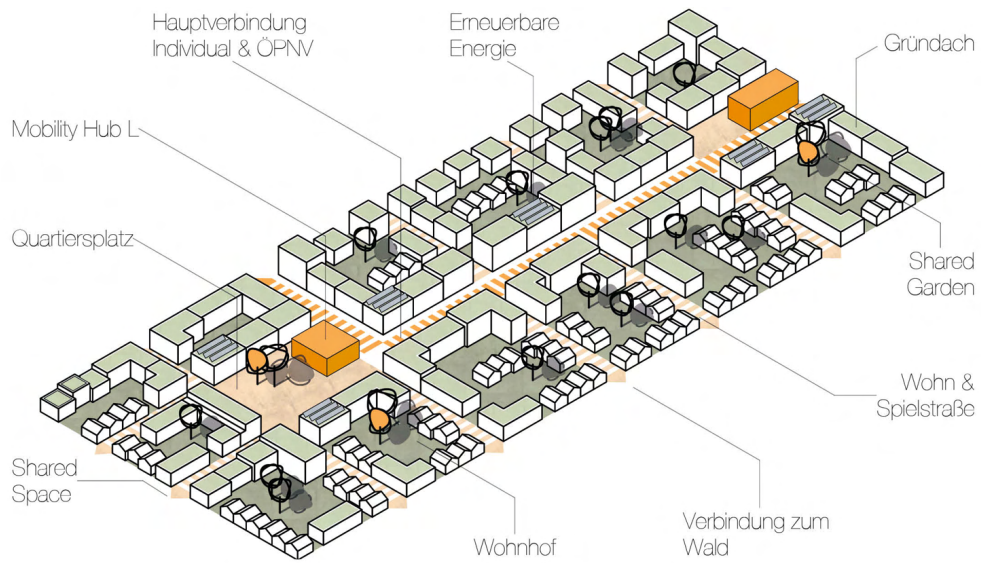 Hauptverbindung
Individual & ÖPNV
Erneuerbare
Energie
Gründach
Mobility Hub L
Quartiersplatz
Shared
Garden
Wohn &
Spielstraße
Shared
Space
Wohnhof
Verbindung zum
Wald